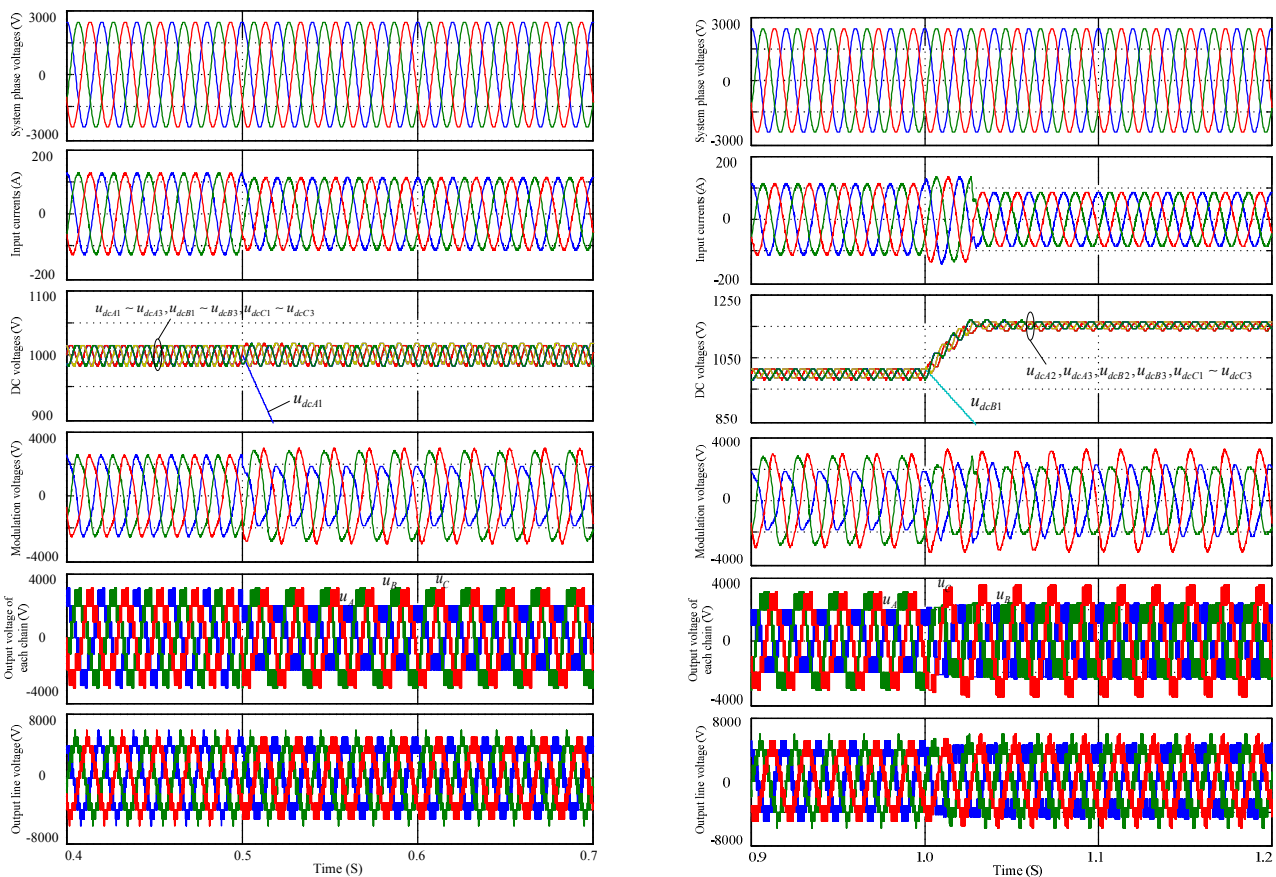 System phase voltages (V)
3000
0
-3000
Input currents (A)
200
0
-200
DC voltages (V)
1100
1000
900
u_dcA1 ~ u_dcA3, u_dcB1 ~ u_dcB3, u_dcC1 ~ u_dcC3
u_dcA1
Modulation voltages (V)
4000
0
-4000
Output voltage of
each chain (V)
4000
0
-4000
u_A
u_B
u_C
Output line voltage (V)
8000
0
-8000
0.4
0.5
0.6
0.7
Time (S)
System phase voltages (V)
3000
0
-3000
Input currents (A)
200
0
-200
DC voltages (V)
1250
1050
850
u_dcA2, u_dcA3, u_dcB2, u_dcB3, u_dcC1 ~ u_dcC3
u_dcB1
Modulation voltages (V)
4000
0
-4000
Output voltage of
each chain (V)
4000
0
-4000
u_A
u_C
u_B
Output line voltage (V)
8000
0
-8000
0.9
1.0
1.1
1.2
Time (S)